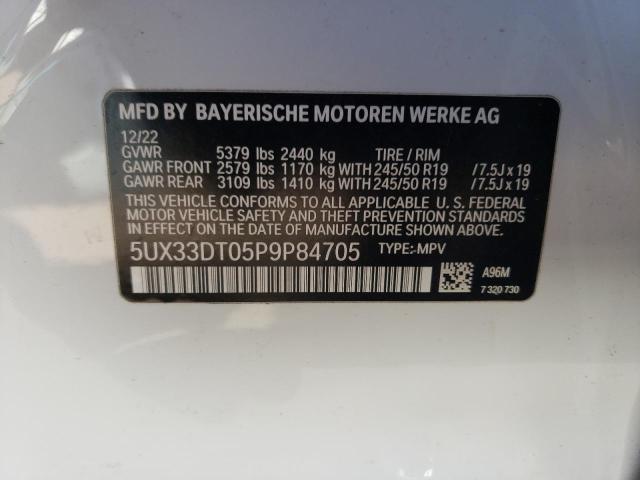 MFD BY BAYERISCHE MOTOREN WERKE AG
12/22
GVWR 5379 lbs 2440 kg TIRE / RIM
GAWR FRONT 2579 lbs 1170 kg WITH 245/50 R19 / 7.5J x 19
GAWR REAR 3109 lbs 1410 kg WITH 245/50 R19 / 7.5J x 19
THIS VEHICLE CONFORMS TO ALL APPLICABLE U. S. FEDERAL
MOTOR VEHICLE SAFETY AND THEFT PREVENTION STANDARDS
IN EFFECT ON THE DATE OF MANUFACTURE SHOWN ABOVE.
5UX33DT05P9P84705 TYPE:-MPV
A96M
7 320 730